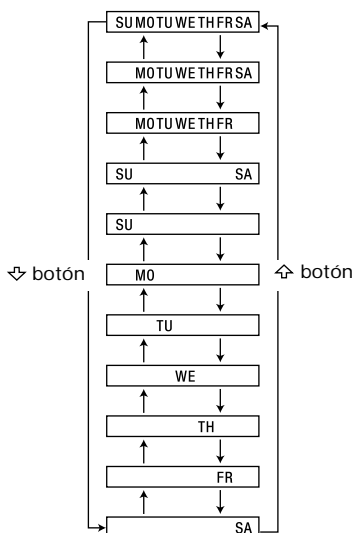 SU MO TU WE TH FR SA
MO TU WE TH FR SA
MO TU WE TH FR
SU SA
SU
botón MO botón
TU
WE
TH
FR
SA